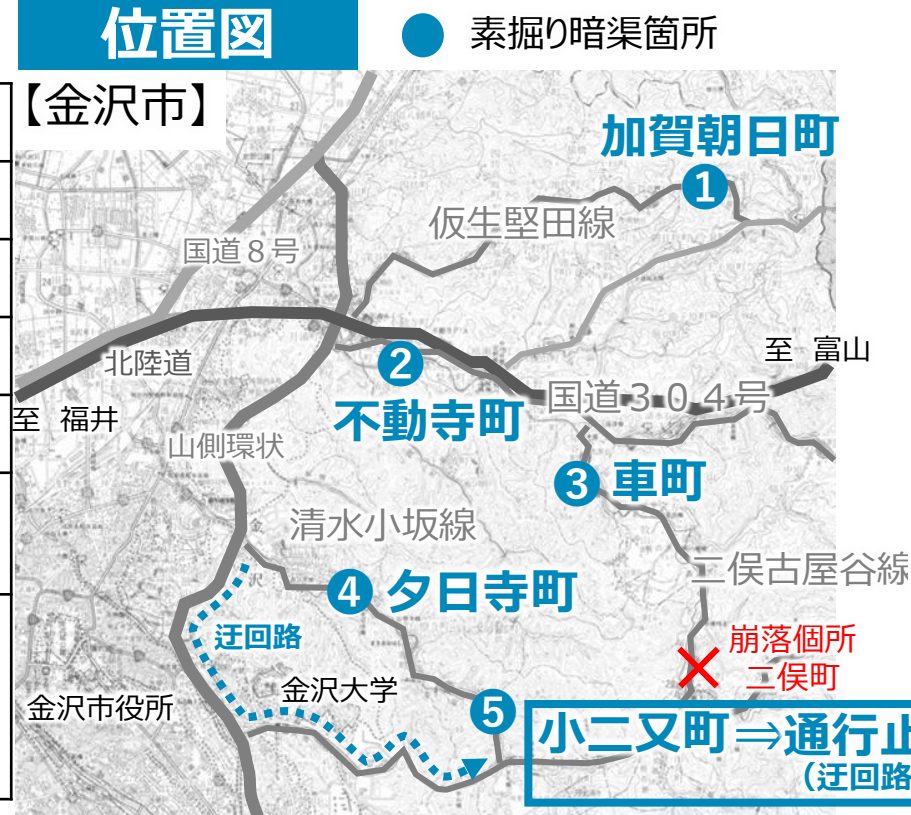 位置図
● 素掘り暗渠箇所
【金沢市】
加賀朝日町
❶
仮生堅田線
国道８号
北陸道
❷
至 富山
至 福井
不動寺町
国道３０４号
山側環状
❸ 車町
清水小坂線
二俣古屋谷線
❹ 夕日寺町
迂回路
崩落個所
二俣町
金沢大学
金沢市役所
❺
小二又町⇒通行止
（迂回路